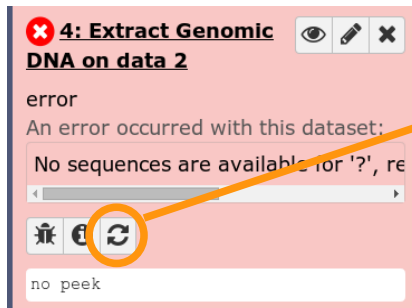 4: Extract Genomic
DNA on data 2
error
An error occurred with this dataset:
No sequences are available for '?', re
no peek